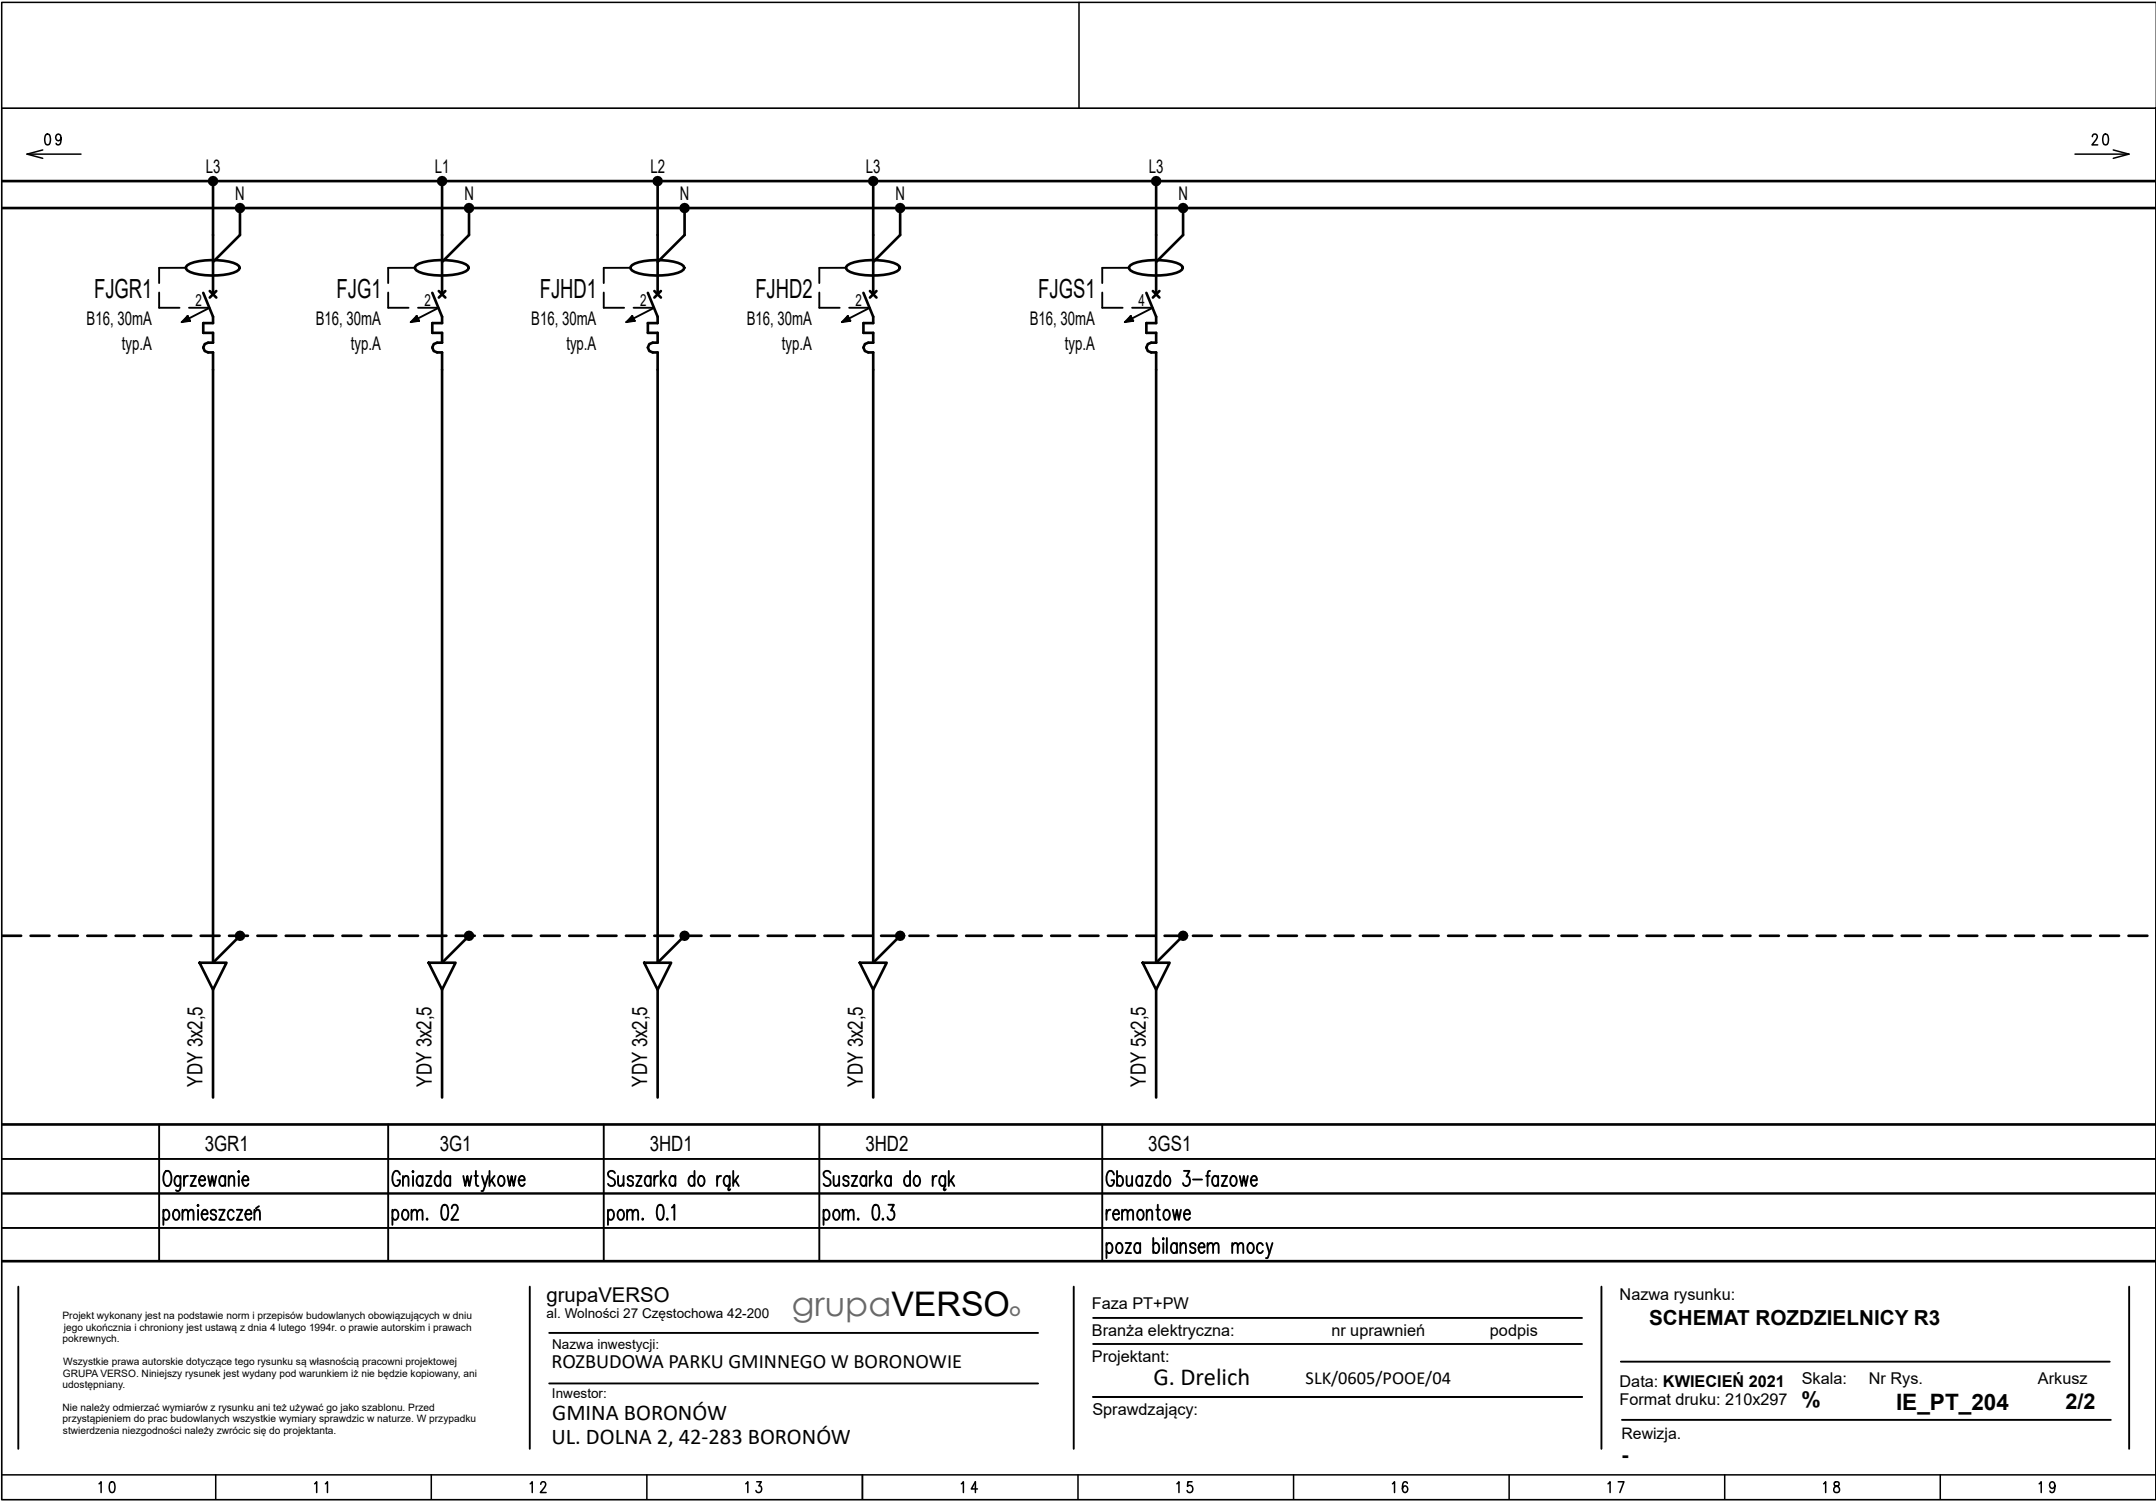 09
20
L3
L1
L2
L3
L3
N
N
N
N
N
FJGR1
B16, 30mA
typ.A
2
FJG1
B16, 30mA
typ.A
2
FJHD1
B16, 30mA
typ.A
2
FJHD2
B16, 30mA
typ.A
2
FJGS1
B16, 30mA
typ.A
4
YDY 3x2,5
YDY 3x2,5
YDY 3x2,5
YDY 3x2,5
YDY 5x2,5
3GR1 3G1 3HD1 3HD2 3GS1
Ogrzewanie Gniazda wtykowe Suszarka do rąk Suszarka do rąk Gbuazdo 3-fazowe
pomieszczeń pom. 02 pom. 0.1 pom. 0.3 remontowe
poza bilansem mocy
Projekt wykonany jest na podstawie norm i przepisów budowlanych obowiązujących w dniu
jego ukończnia i chroniony jest ustawą z dnia 4 lutego 1994r. o prawie autorskim i prawach
pokrewnych.
Wszystkie prawa autorskie dotyczące tego rysunku są własnością pracowni projektowej
GRUPA VERSO. Niniejszy rysunek jest wydany pod warunkiem iż nie będzie kopiowany, ani
udostępniany.
Nie należy odmierzać wymiarów z rysunku ani też używać go jako szablonu. Przed
przystąpieniem do prac budowlanych wszystkie wymiary sprawdzic w naturze. W przypadku
stwierdzenia niezgodności należy zwrócic się do projektanta.
grupaVERSO
al. Wolności 27 Częstochowa 42-200
grupaVERSO
Nazwa inwestycji:
ROZBUDOWA PARKU GMINNEGO W BORONOWIE
Inwestor:
GMINA BORONÓW
UL. DOLNA 2, 42-283 BORONÓW
Faza PT+PW
Branża elektryczna: nr uprawnień podpis
Projektant:
G. Drelich SLK/0605/POOE/04
Sprawdzający:
Nazwa rysunku:
SCHEMAT ROZDZIELNICY R3
Data: KWIECIEŃ 2021 Skala: Nr Rys. Arkusz
Format druku: 210x297 % IE_PT_204 2/2
Rewizja.
-
10 11 12 13 14 15 16 17 18 19